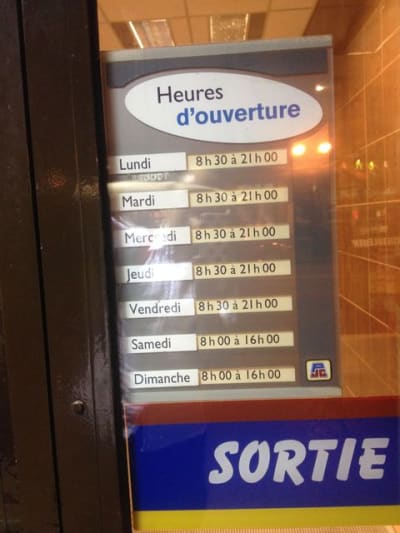 Heures
d'ouverture
Lundi 8h30 à 21h00
Mardi 8h30 à 21h00
Mercredi 8h30 à 21h00
Jeudi 8h30 à 21h00
Vendredi 8h30 à 21h00
Samedi 8h00 à 16h00
Dimanche 8h00 à 16h00
SORTIE